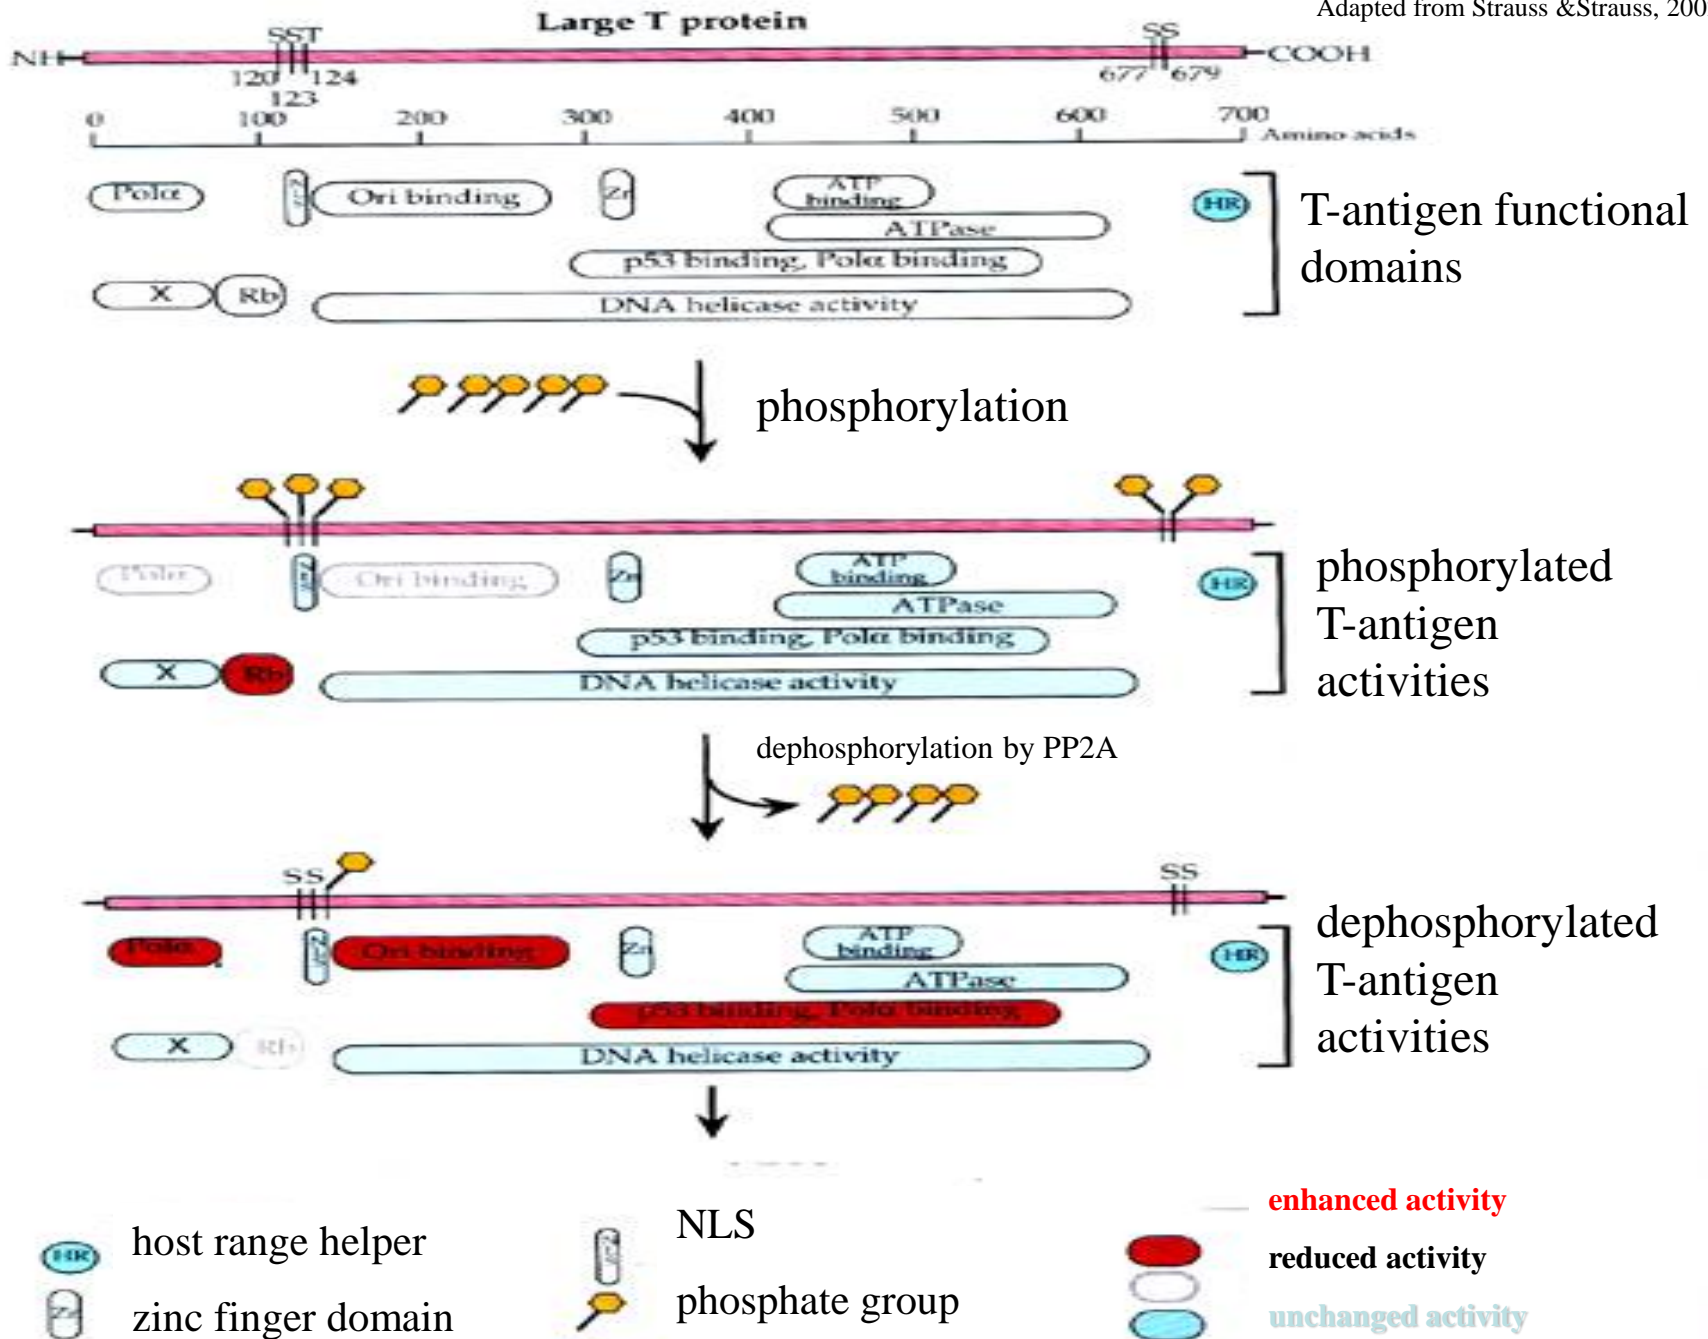 Adapted from Strauss &Strauss, 200
Large T protein
SST
SS
NH
COOH
120
124
677
679
123
0 100 200 300 400 500 600 700
Amino acids
Polα
Ori binding
Zn
ATP
binding
HR
ATPase
p53 binding, Polα binding
X
Rb
DNA helicase activity
T-antigen functional
domains
phosphorylation
Polα
Ori binding
Zn
ATP
binding
HR
ATPase
p53 binding, Polα binding
X
Rb
DNA helicase activity
phosphorylated
T-antigen
activities
dephosphorylation by PP2A
SS
SS
Polα
Ori binding
Zn
ATP
binding
HR
ATPase
p53 binding, Polα binding
X
Rb
DNA helicase activity
dephosphorylated
T-antigen
activities
HR
host range helper
Zn
zinc finger domain
NLS
phosphate group
enhanced activity
reduced activity
unchanged activity